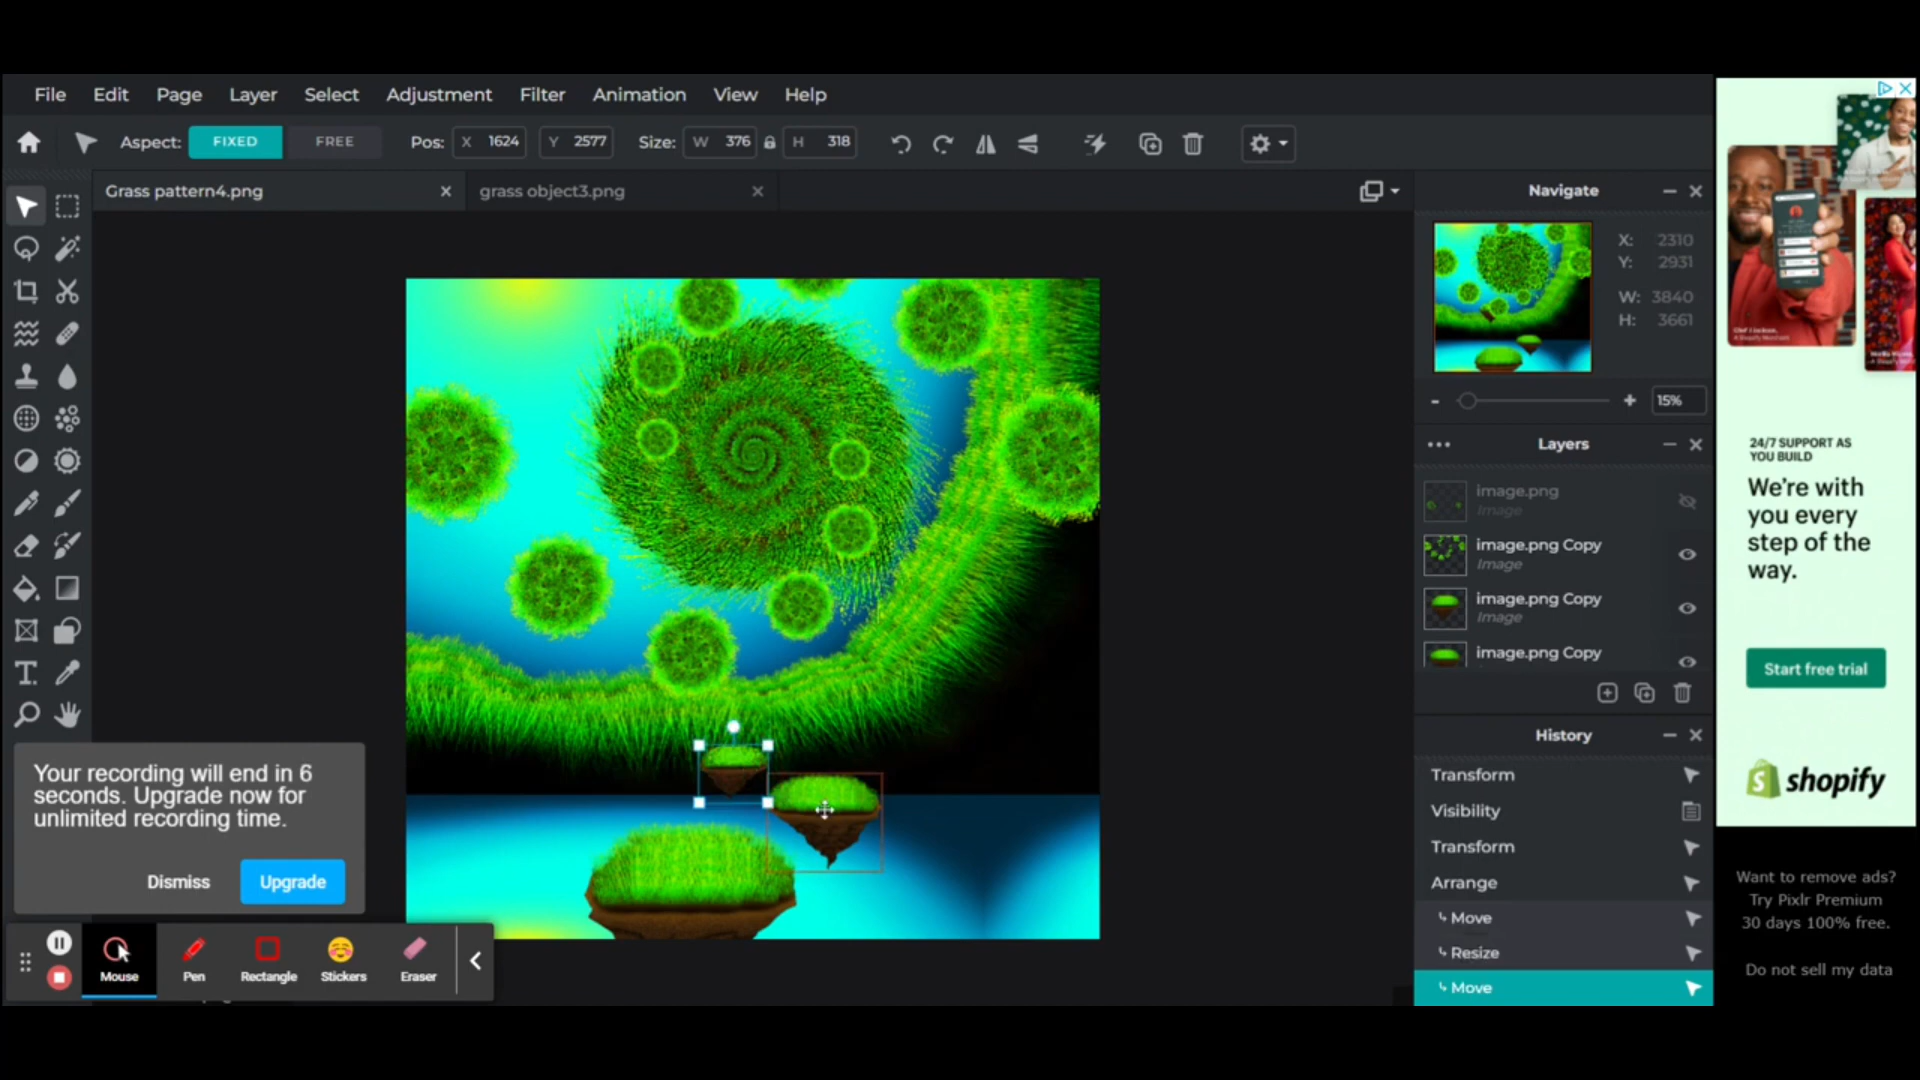 File Edit Page Layer Select Adjustment Filter Animation View Help
Aspect: FIXED FREE Pos: X 1624 Y 2577 Size: W 376 H 318
Grass pattern4.png
grass object3.png
Navigate
X: 2310
Y: 2931
W: 3840
H: 3661
- + 15%
Layers
image.png
Image
image.png Copy
Image
image.png Copy
Image
image.png Copy
History
Transform
Visibility
Transform
Arrange
Move
Resize
Move
Your recording will end in 6
seconds. Upgrade now for
unlimited recording time.
Dismiss Upgrade
Mouse Pen Rectangle Stickers Eraser
24/7 SUPPORT AS
YOU BUILD
We're with
you every
step of the
way.
Start free trial
shopify
Want to remove ads?
Try Pixlr Premium
30 days 100% free.
Do not sell my data